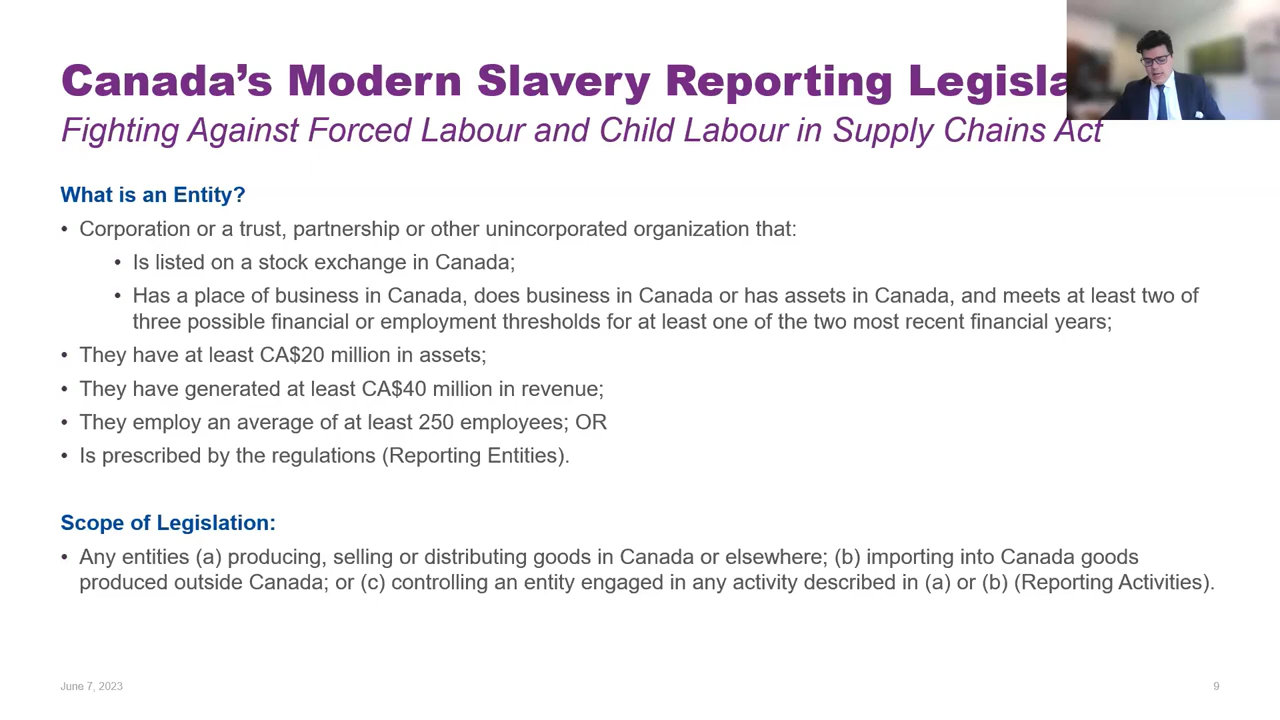 Canada’s Modern Slavery Reporting
Fighting Against Forced Labour and Child Labour in Supply Chains Act
What is an Entity?
• Corporation or a trust, partnership or other unincorporated organization that:
• Is listed on a stock exchange in Canada;
• Has a place of business in Canada, does business in Canada or has assets in Canada, and meets at least two of
three possible financial or employment thresholds for at least one of the two most recent financial years;
• They have at least CA$20 million in assets;
• They have generated at least CA$40 million in revenue;
• They employ an average of at least 250 employees; OR
• Is prescribed by the regulations (Reporting Entities).
Scope of Legislation:
• Any entities (a) producing, selling or distributing goods in Canada or elsewhere; (b) importing into Canada goods
produced outside Canada; or (c) controlling an entity engaged in any activity described in (a) or (b) (Reporting Activities).
June 7, 2023
9